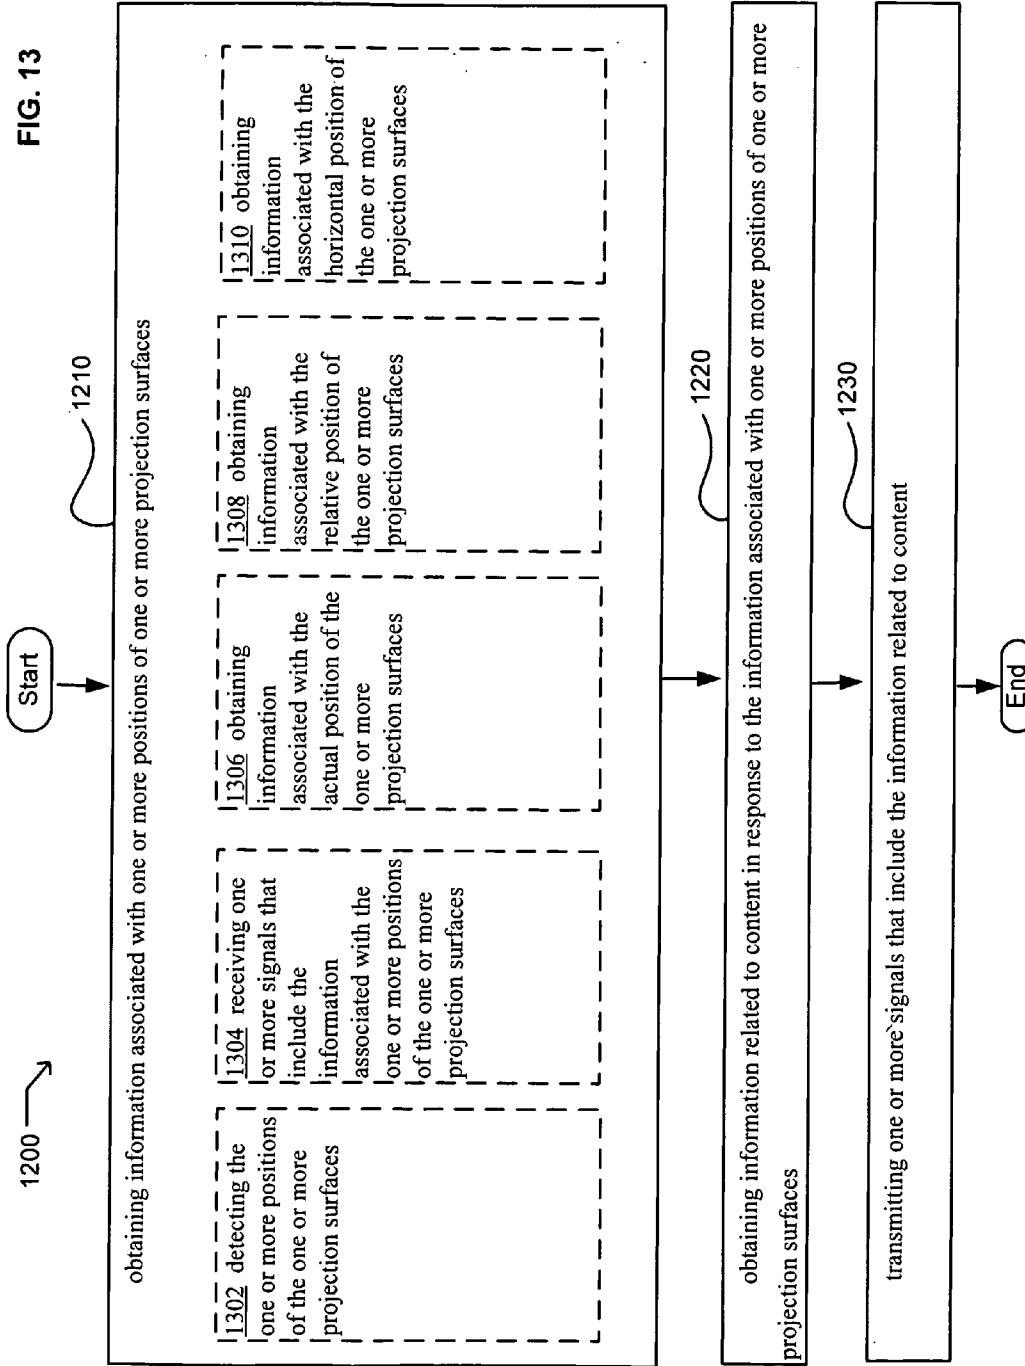 FIG. 13
1200
Start
1210
obtaining information associated with one or more positions of one or more projection surfaces
1302 detecting the
one or more positions
of the one or more
projection surfaces
1304 receiving one
or more signals that
include the
information
associated with the
one or more positions
of the one or more
projection surfaces
1306 obtaining
information
associated with the
actual position of the
one or more
projection surfaces
1308 obtaining
information
associated with the
relative position of
the one or more
projection surfaces
1310 obtaining
information
associated with the
horizontal position of
the one or more
projection surfaces
1220
obtaining information related to content in response to the information associated with one or more positions of one or more
projection surfaces
1230
transmitting one or more signals that include the information related to content
End